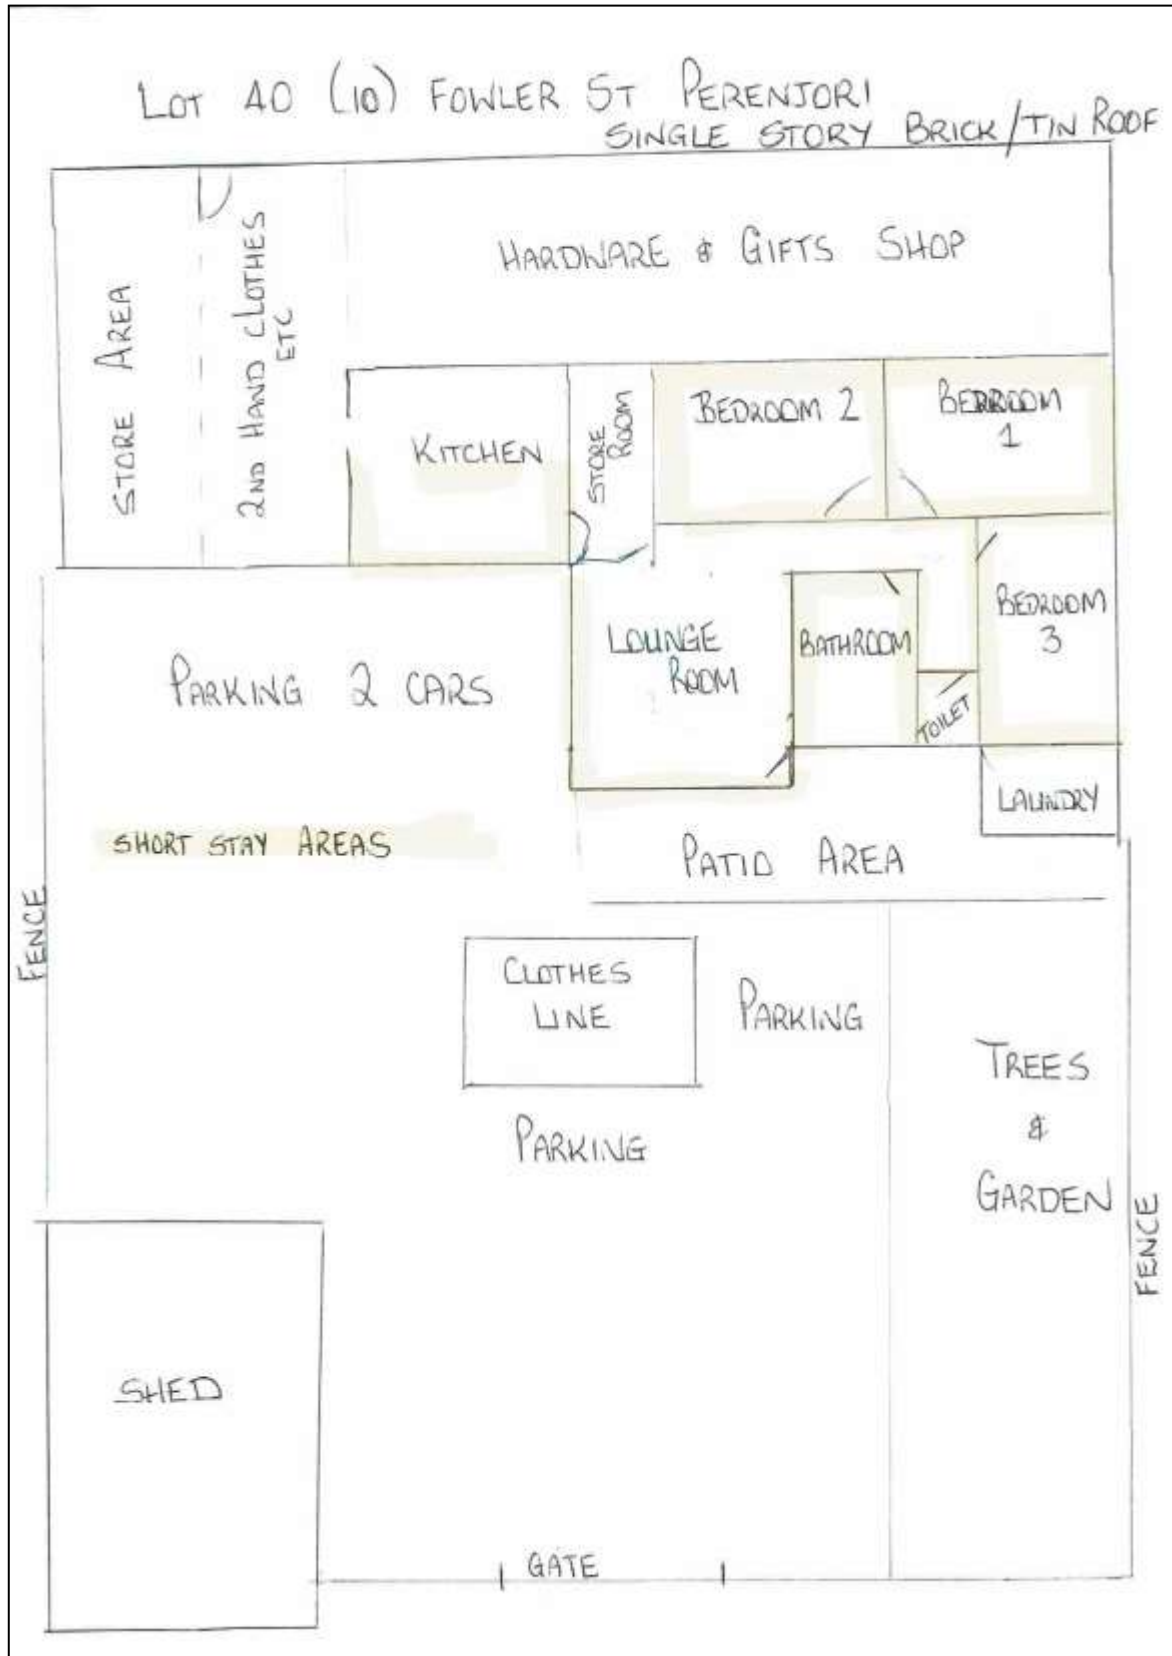 LOT 40 (10) FOWLER ST PERENJORI
SINGLE STORY BRICK/TIN ROOF
STORE AREA
2ND HAND CLOTHES
ETC
HARDWARE & GIFTS SHOP
KITCHEN
STORE
ROOM
BEDROOM 2
BEDROOM
1
LOUNGE
ROOM
BATHROOM
TOILET
BEDROOM
3
PARKING 2 CARS
LAUNDRY
SHORT STAY AREAS
PATIO AREA
FENCE
CLOTHES
LINE
PARKING
PARKING
TREES
&
GARDEN
FENCE
SHED
GATE